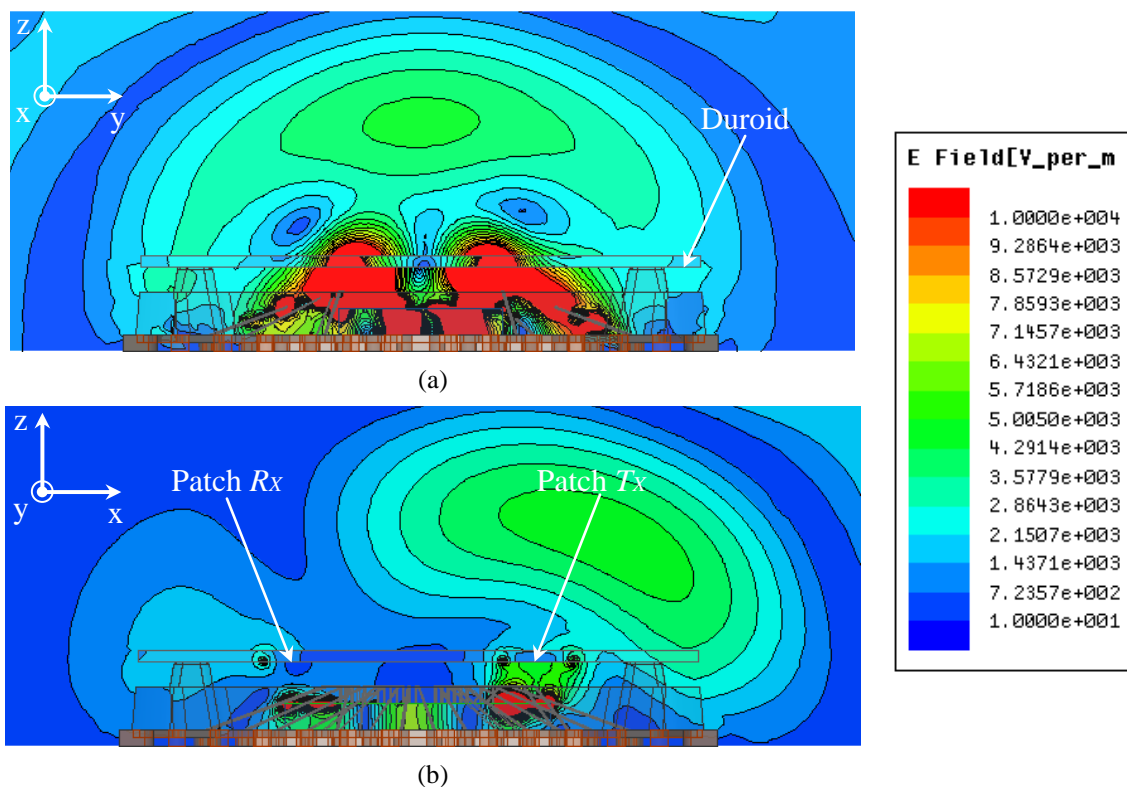 z
x
y
Duroid
(a)
z
y
x
Patch Rx
Patch Tx
(b)
E Field[V_per_m
1.0000e+004
9.2864e+003
8.5729e+003
7.8593e+003
7.1457e+003
6.4321e+003
5.7186e+003
5.0050e+003
4.2914e+003
3.5779e+003
2.8643e+003
2.1507e+003
1.4371e+003
7.2357e+002
1.0000e+001